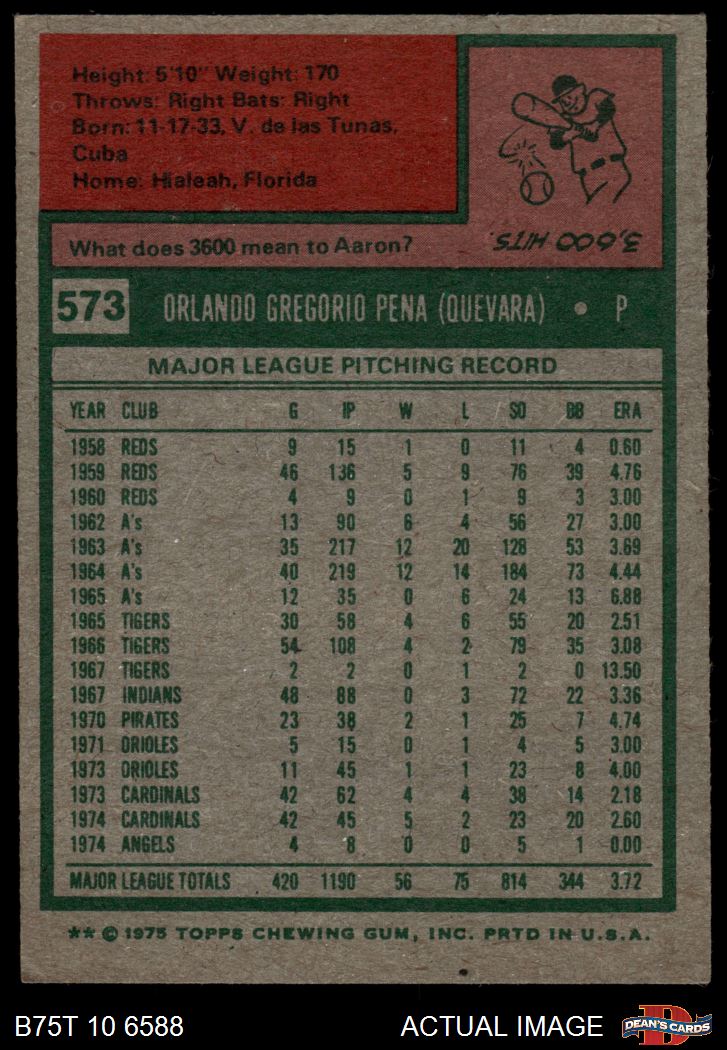 Height: 5'10" Weight: 170
Throws: Right Bats: Right
Born: 11-17-33, V. de las Tunas,
Cuba
Home: Hialeah, Florida
What does 3600 mean to Aaron?
3,600 HITS
573 ORLANDO GREGORIO PENA (QUEVARA) • P
MAJOR LEAGUE PITCHING RECORD
YEAR CLUB G IP W L SO BB ERA
1958 REDS 9 15 1 0 11 4 0.60
1959 REDS 46 136 5 9 76 39 4.76
1960 REDS 4 9 0 1 9 3 3.00
1962 A's 13 90 6 4 56 27 3.00
1963 A's 35 217 12 20 128 53 3.69
1964 A's 40 219 12 14 184 73 4.44
1965 A's 12 35 0 6 24 13 6.88
1965 TIGERS 30 58 4 6 55 20 2.51
1966 TIGERS 54 108 4 2 79 35 3.08
1967 TIGERS 2 2 0 1 2 0 13.50
1967 INDIANS 48 88 0 3 72 22 3.36
1970 PIRATES 23 38 2 1 25 7 4.74
1971 ORIOLES 5 15 0 1 4 5 3.00
1973 ORIOLES 11 45 1 1 23 8 4.00
1973 CARDINALS 42 62 4 4 38 14 2.18
1974 CARDINALS 42 45 5 2 23 20 2.60
1974 ANGELS 4 8 0 0 5 1 0.00
MAJOR LEAGUE TOTALS 420 1190 56 75 814 344 3.72
** © 1975 TOPPS CHEWING GUM, INC. PRTD IN U.S.A.
B75T 10 6588 ACTUAL IMAGE
D
DEAN'S CARDS